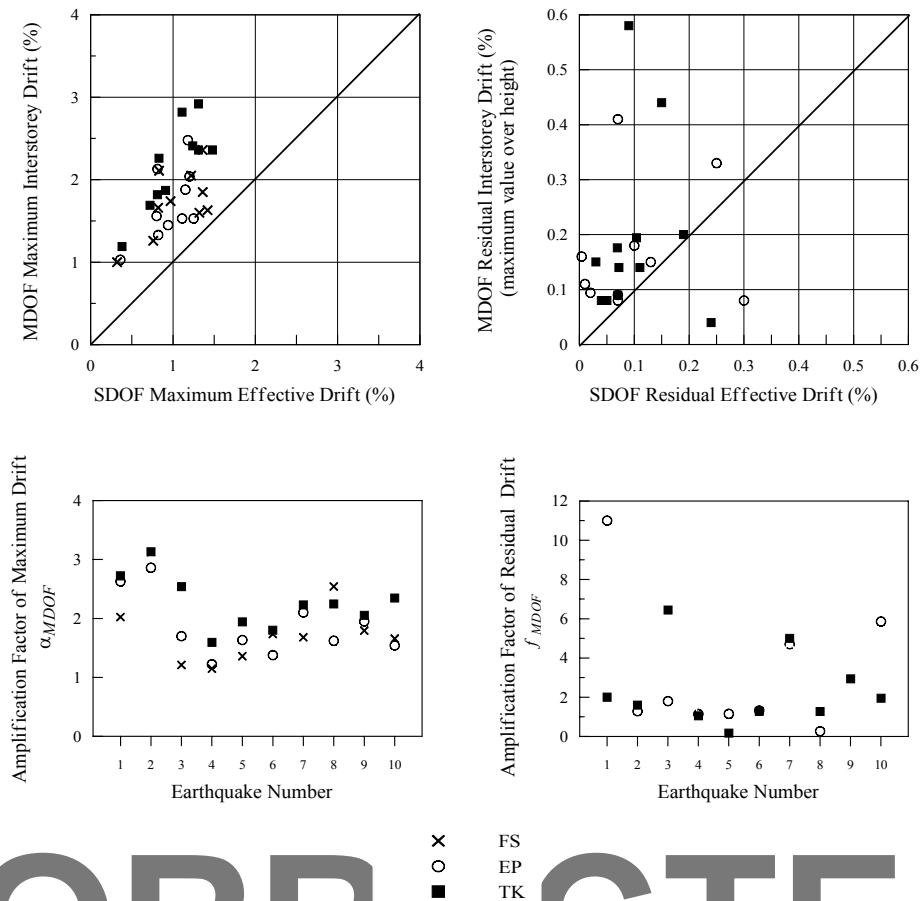 4
3
2
1
0
0
1
2
3
4
MDOF Maximum Interstorey Drift (%)
SDOF Maximum Effective Drift (%)
0.6
0.5
0.4
0.3
0.2
0.1
0
0
0.1
0.2
0.3
0.4
0.5
0.6
MDOF Residual Interstorey Drift (%)
(maximum value over height)
SDOF Residual Effective Drift (%)
4
3
2
1
0
1 2 3 4 5 6 7 8 9 10
Amplification Factor of Maximum Drift
αMDOF
Earthquake Number
12
10
8
6
4
2
0
1 2 3 4 5 6 7 8 9 10
Amplification Factor of Residual Drift
f MDOF
Earthquake Number
FS
EP
TK